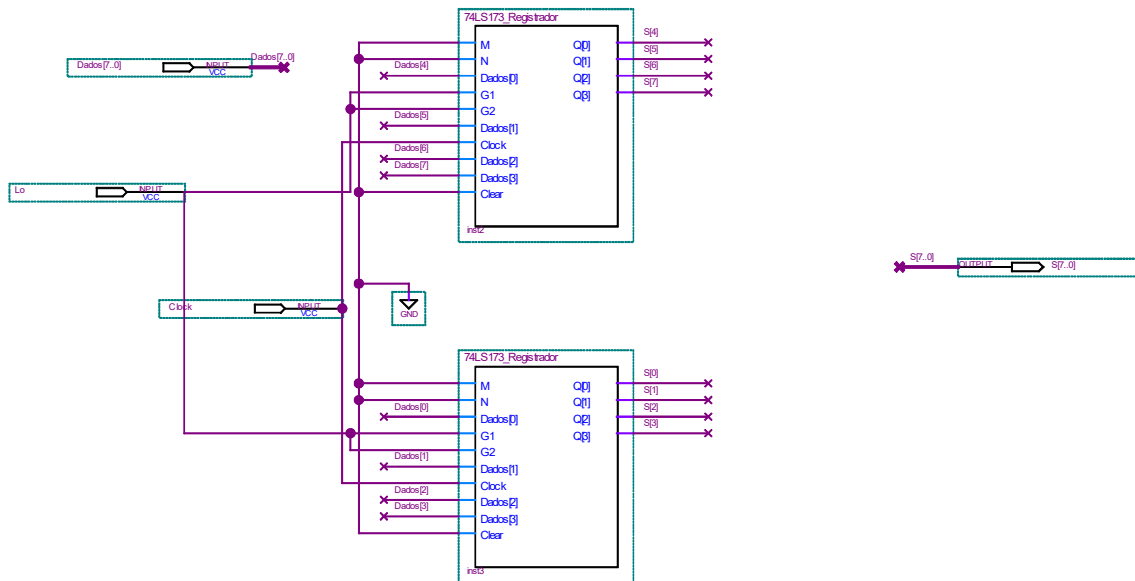 74LS173_Registrador
M
N
Dados[4]
Dados[0]
G1
G2
Dados[5]
Dados[1]
Clock
Dados[6]
Dados[2]
Dados[7]
Dados[3]
Clear
Q[0]
Q[1]
Q[2]
Q[3]
S[4]
S[5]
S[6]
S[7]
inst2
Dados[7..0]
INPUT
VCC
Dados[7..0]
Lo
INPUT
VCC
S[7..0]
OUTPUT
S[7..0]
Clock
INPUT
VCC
GND
74LS173_Registrador
M
N
Dados[0]
Dados[0]
G1
G2
Dados[1]
Dados[1]
Clock
Dados[2]
Dados[2]
Dados[3]
Dados[3]
Clear
Q[0]
Q[1]
Q[2]
Q[3]
S[0]
S[1]
S[2]
S[3]
inst3